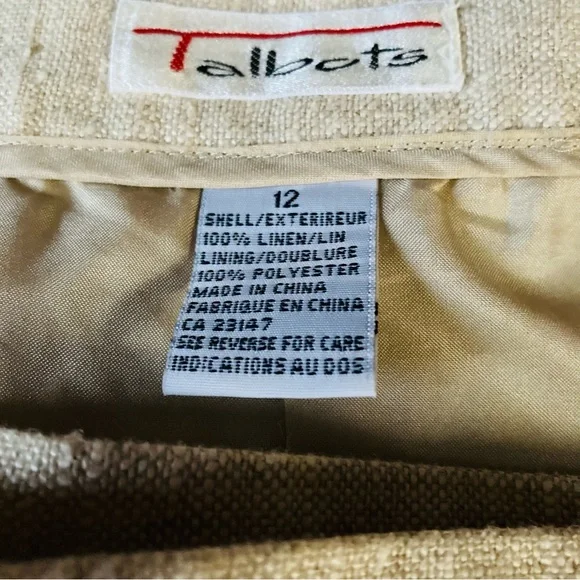 Talbots
12
SHELL/EXTERIREUR
100% LINEN/LIN
LINING/DOUBLURE
100% POLYESTER
MADE IN CHINA
FABRIQUE EN CHINA
CA 23147
SEE REVERSE FOR CARE
INDICATIONS AU DOS